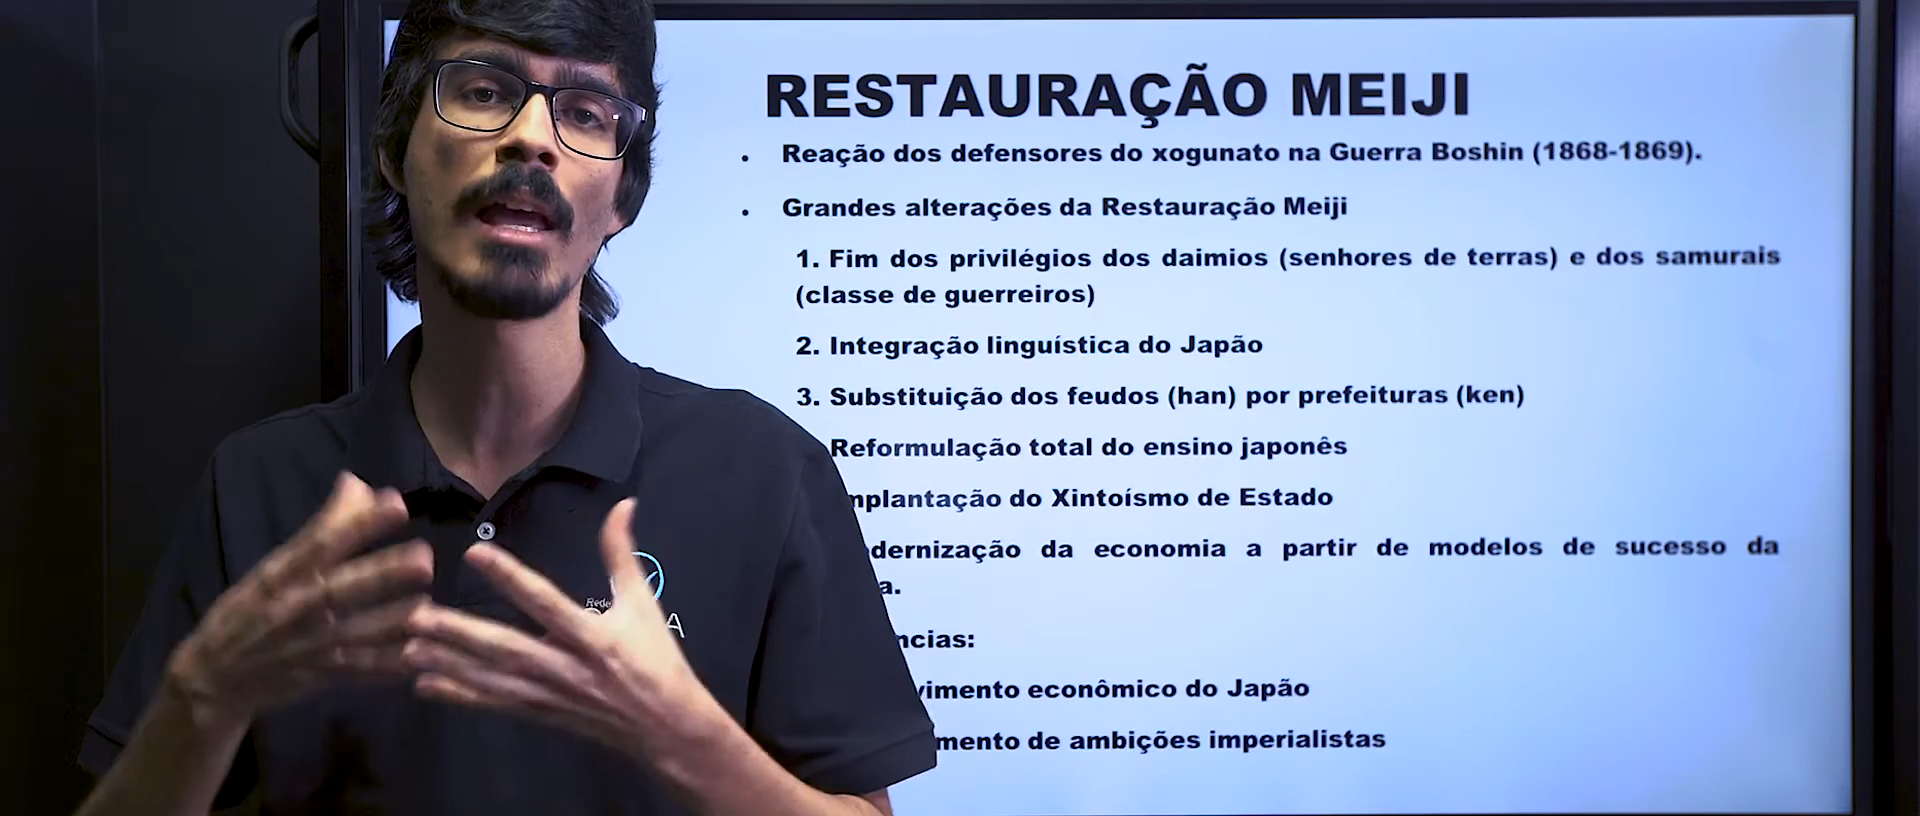 RESTAURAÇÃO MEIJI
• Reação dos defensores do xogunato na Guerra Boshin (1868-1869).
• Grandes alterações da Restauração Meiji
1. Fim dos privilégios dos daimios (senhores de terras) e dos samurais
(classe de guerreiros)
2. Integração linguística do Japão
3. Substituição dos feudos (han) por prefeituras (ken)
Reformulação total do ensino japonês
mplantação do Xintoísmo de Estado
dernização da economia a partir de modelos de sucesso da
a.
ncias:
vimento econômico do Japão
mento de ambições imperialistas
Rede
A